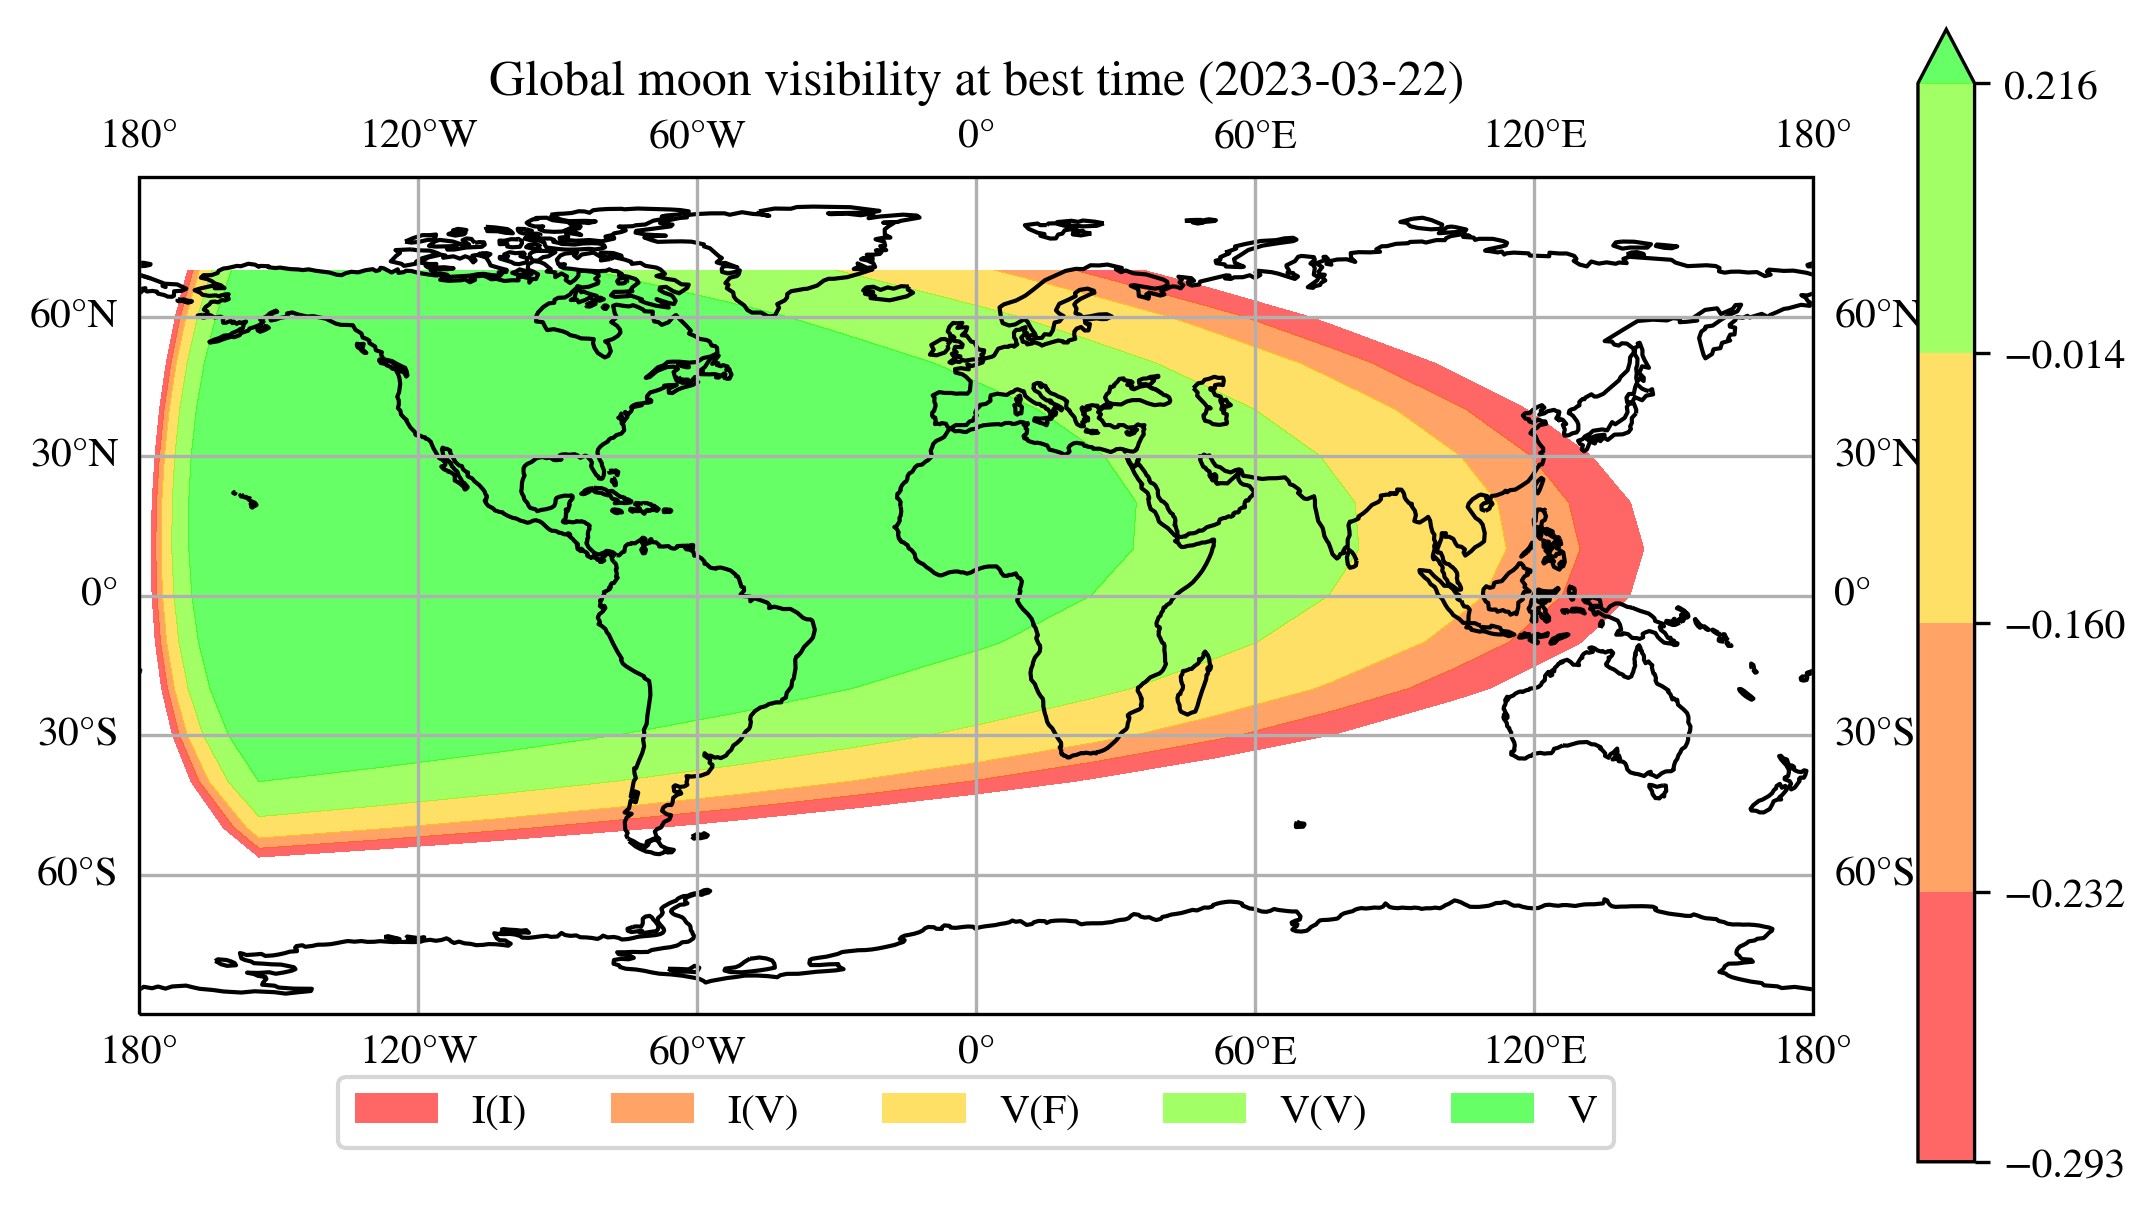 Global moon visibility at best time (2023-03-22)
180° 120°W 60°W 0° 60°E 120°E 180°
60°N 60°N
30°N 30°N
0° 0°
30°S 30°S
60°S 60°S
180° 120°W 60°W 0° 60°E 120°E 180°
I(I) I(V) V(F) V(V) V
0.216
−0.014
−0.160
−0.232
−0.293